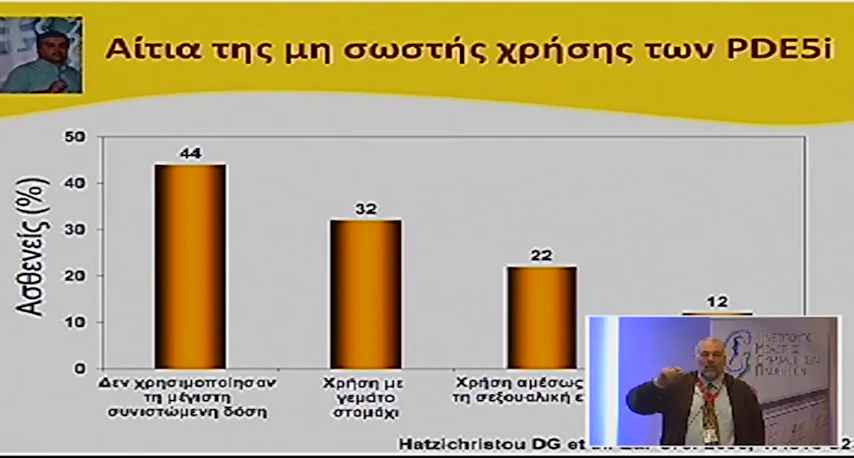 Αίτια της μη σωστής χρήσης των PDE5i
Ασθενείς (%)
50
40
30
20
10
0
44
32
22
12
Δεν χρησιμοποίησαν
τη μέγιστη
συνιστώμενη δόση
Χρήση με
γεμάτο
στομάχι
Χρήση αμέσως
τη σεξουαλική
Hatzichristou DG et